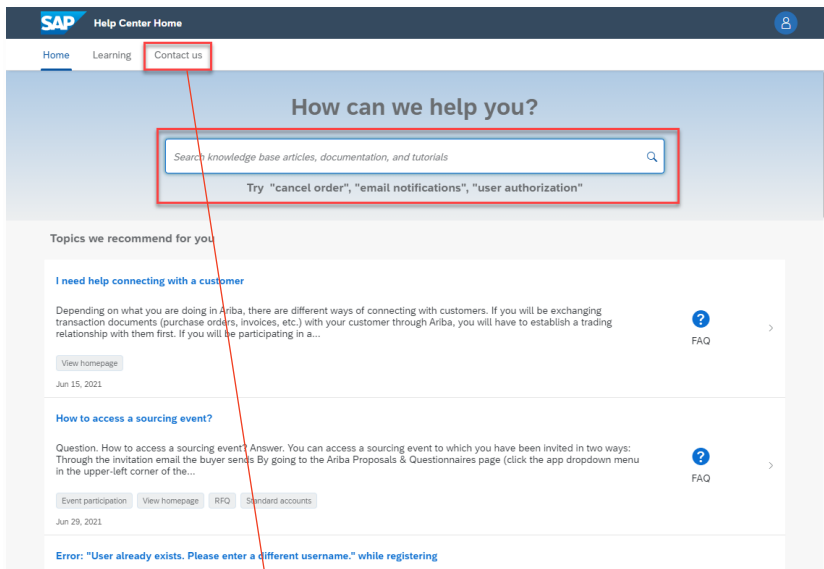 SAP Help Center Home
Home Learning Contact us
How can we help you?
Search knowledge base articles, documentation, and tutorials
Try "cancel order", "email notifications", "user authorization"
Topics we recommend for you
I need help connecting with a customer
Depending on what you are doing in Ariba, there are different ways of connecting with customers. If you will be exchanging
transaction documents (purchase orders, invoices, etc.) with your customer through Ariba, you will have to establish a trading
relationship with them first. If you will be participating in a...
FAQ
View homepage
Jun 15, 2021
How to access a sourcing event?
Question. How to access a sourcing event? Answer. You can access a sourcing event to which you have been invited in two ways:
Through the invitation email the buyer sends By going to the Ariba Proposals & Questionnaires page (click the app dropdown menu
in the upper-left corner of the...
FAQ
Event participation View homepage RFQ Standard accounts
Jun 29, 2021
Error: "User already exists. Please enter a different username." while registering